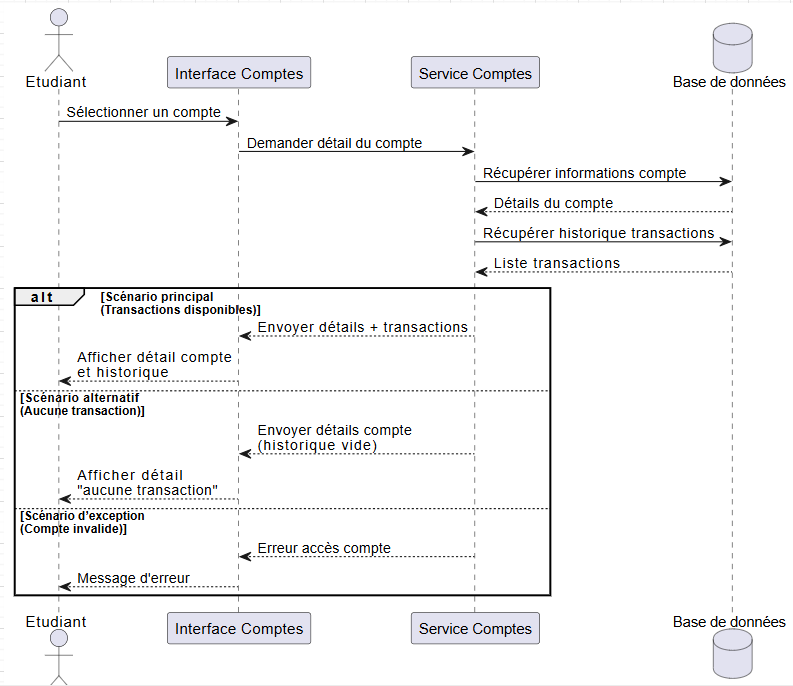 Etudiant
Interface Comptes
Service Comptes
Base de données
Sélectionner un compte
Demander détail du compte
Récupérer informations compte
Détails du compte
Récupérer historique transactions
Liste transactions
alt
[Scénario principal
(Transactions disponibles)]
Envoyer détails + transactions
Afficher détail compte
et historique
[Scénario alternatif
(Aucune transaction)]
Envoyer détails compte
(historique vide)
Afficher détail
"aucune transaction"
[Scénario d'exception
(Compte invalide)]
Erreur accès compte
Message d'erreur
Etudiant
Interface Comptes
Service Comptes
Base de données